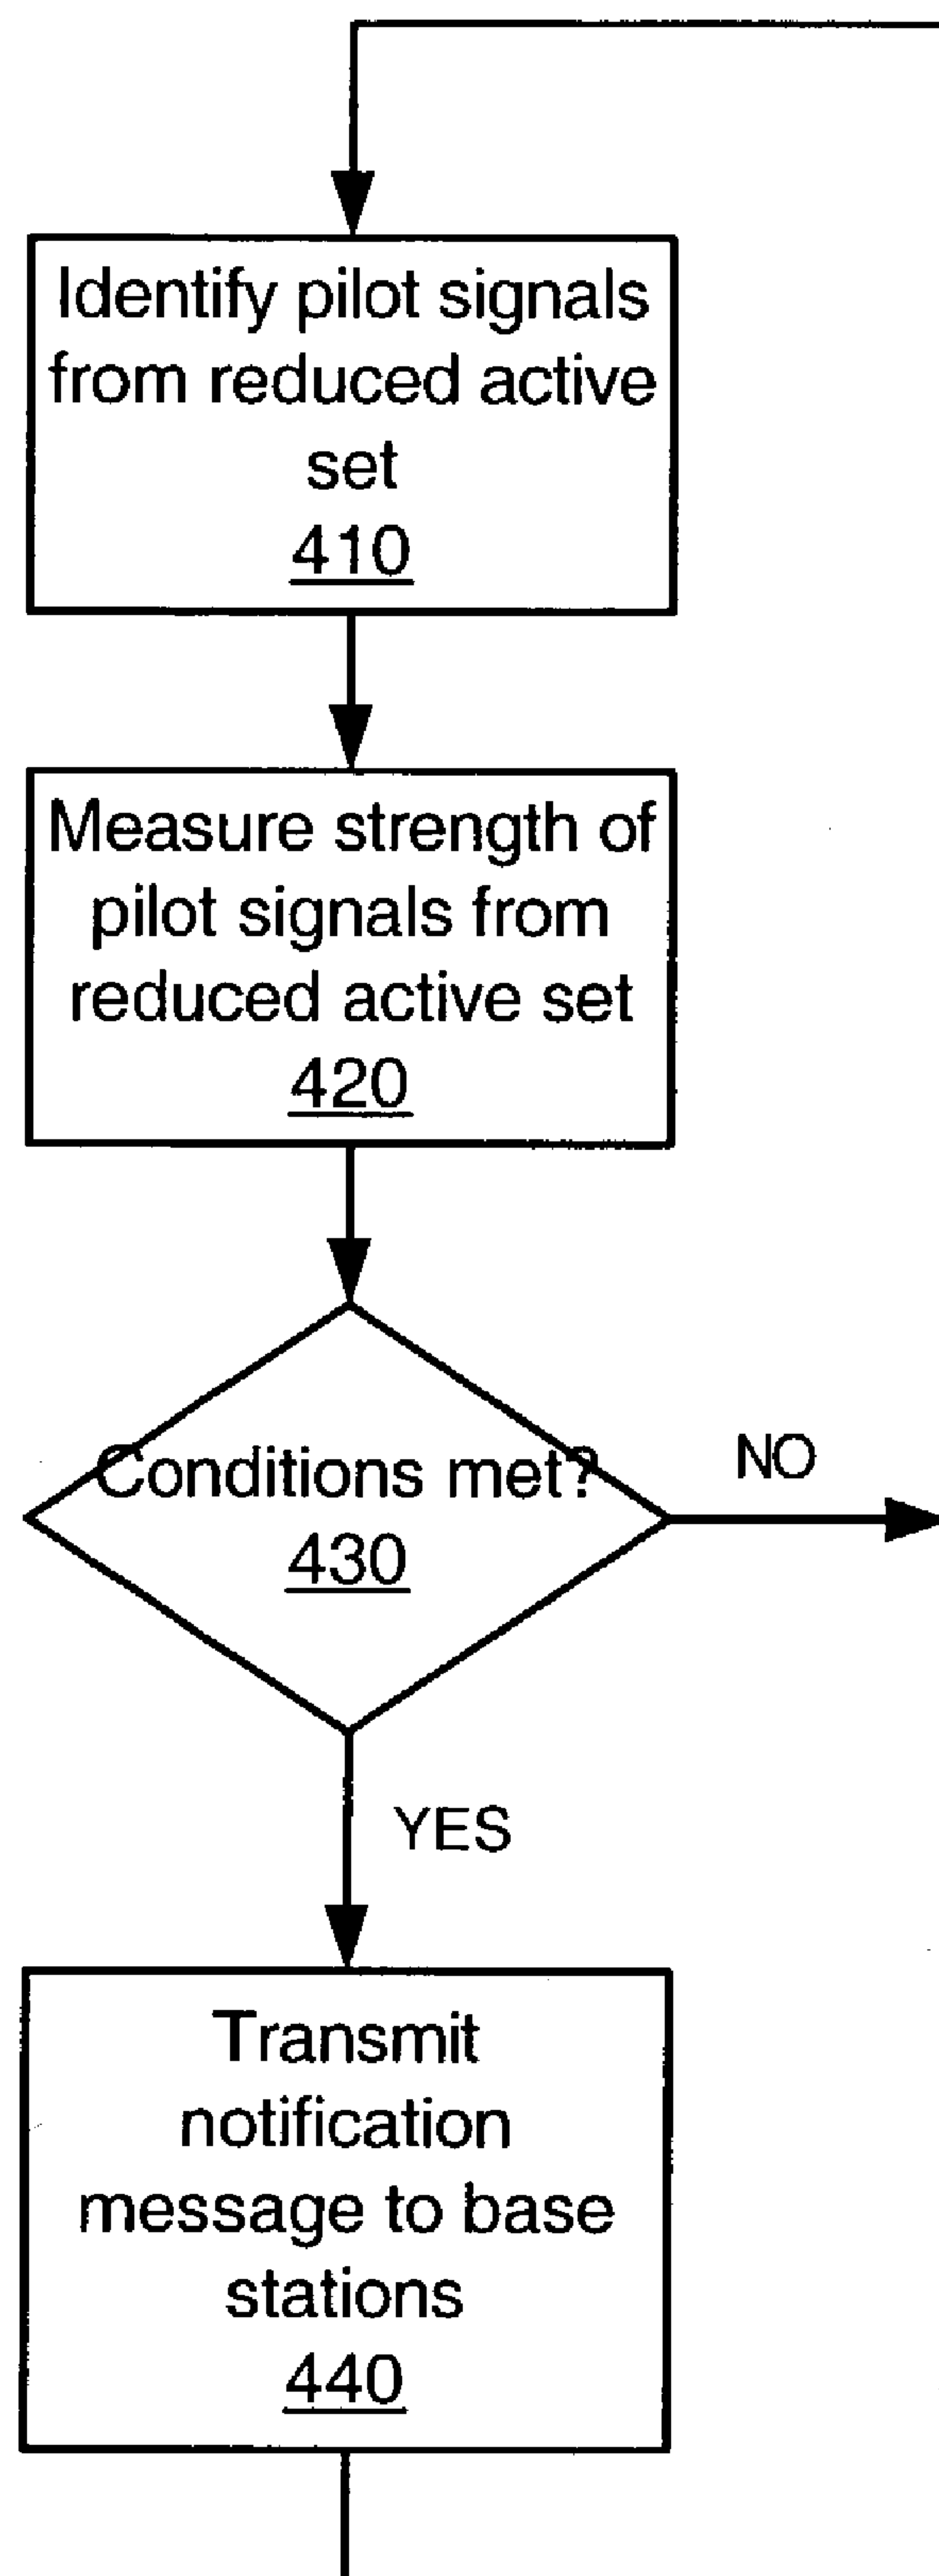 Identify pilot signals
from reduced active
set
410
Measure strength of
pilot signals from
reduced active set
420
Conditions met?
430
NO
YES
Transmit
notification
message to base
stations
440